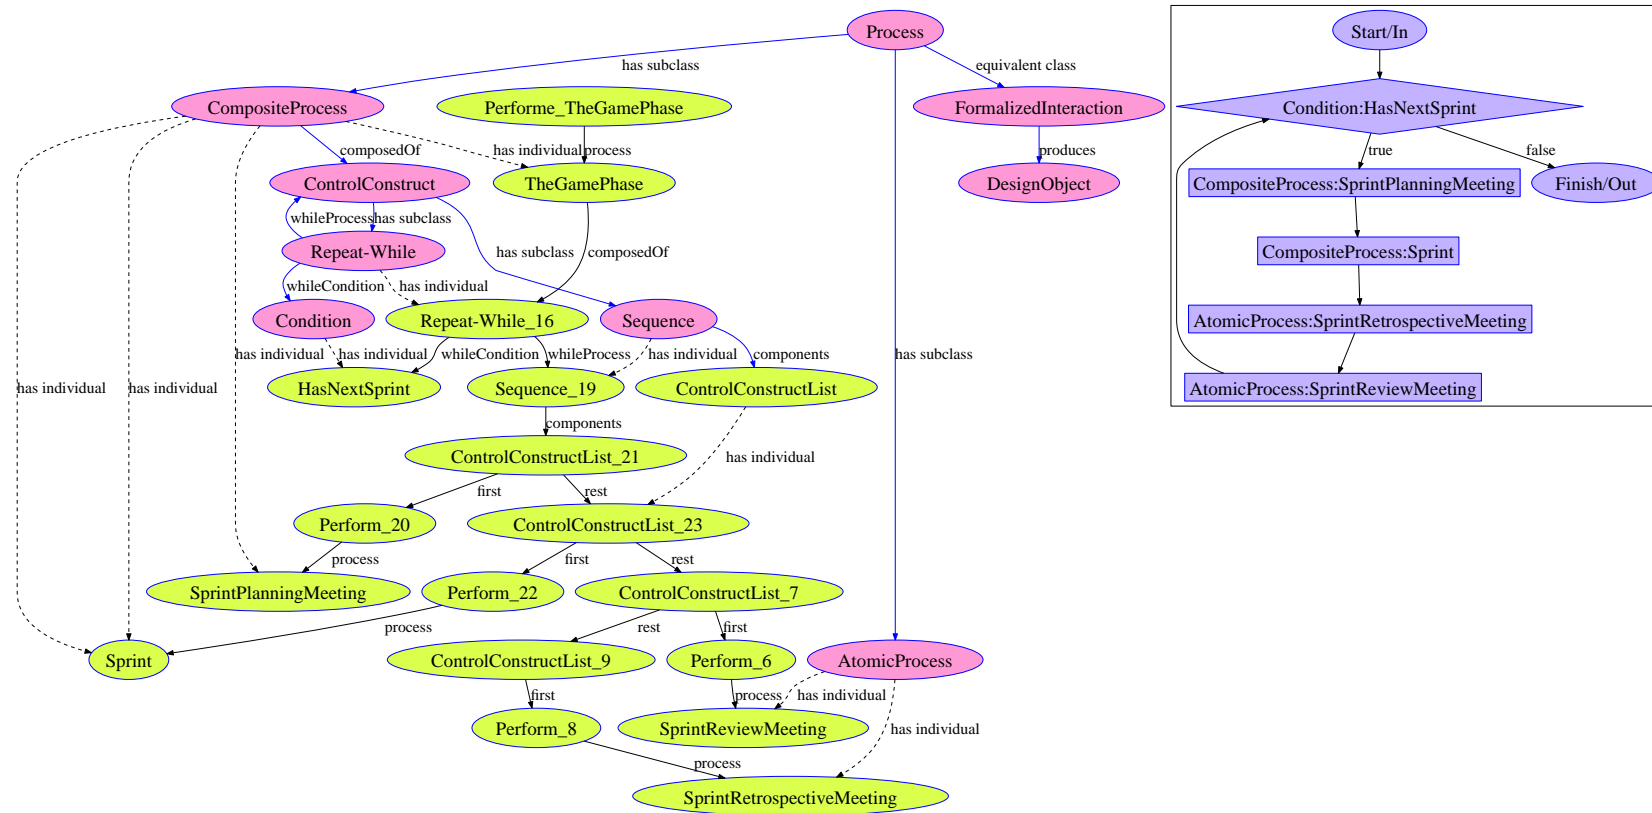 Process
Start/In
has subclass
equivalent class
CompositeProcess
Performe_TheGamePhase
FormalizedInteraction
Condition:HasNextSprint
composedOf
has individual
process
produces
true
false
ControlConstruct
TheGamePhase
DesignObject
CompositeProcess:SprintPlanningMeeting
Finish/Out
whileProcess
has subclass
Repeat-While
has subclass
composedOf
CompositeProcess:Sprint
whileCondition
has individual
Condition
Repeat-While_16
Sequence
AtomicProcess:SprintRetrospectiveMeeting
has individual
has individual
whileCondition
whileProcess
has individual
components
has subclass
has individual
has individual
HasNextSprint
Sequence_19
ControlConstructList
AtomicProcess:SprintReviewMeeting
components
ControlConstructList_21
has individual
first
rest
Perform_20
ControlConstructList_23
process
first
rest
SprintPlanningMeeting
Perform_22
ControlConstructList_7
process
rest
first
Sprint
ControlConstructList_9
Perform_6
AtomicProcess
first
process
has individual
Perform_8
SprintReviewMeeting
has individual
process
SprintRetrospectiveMeeting